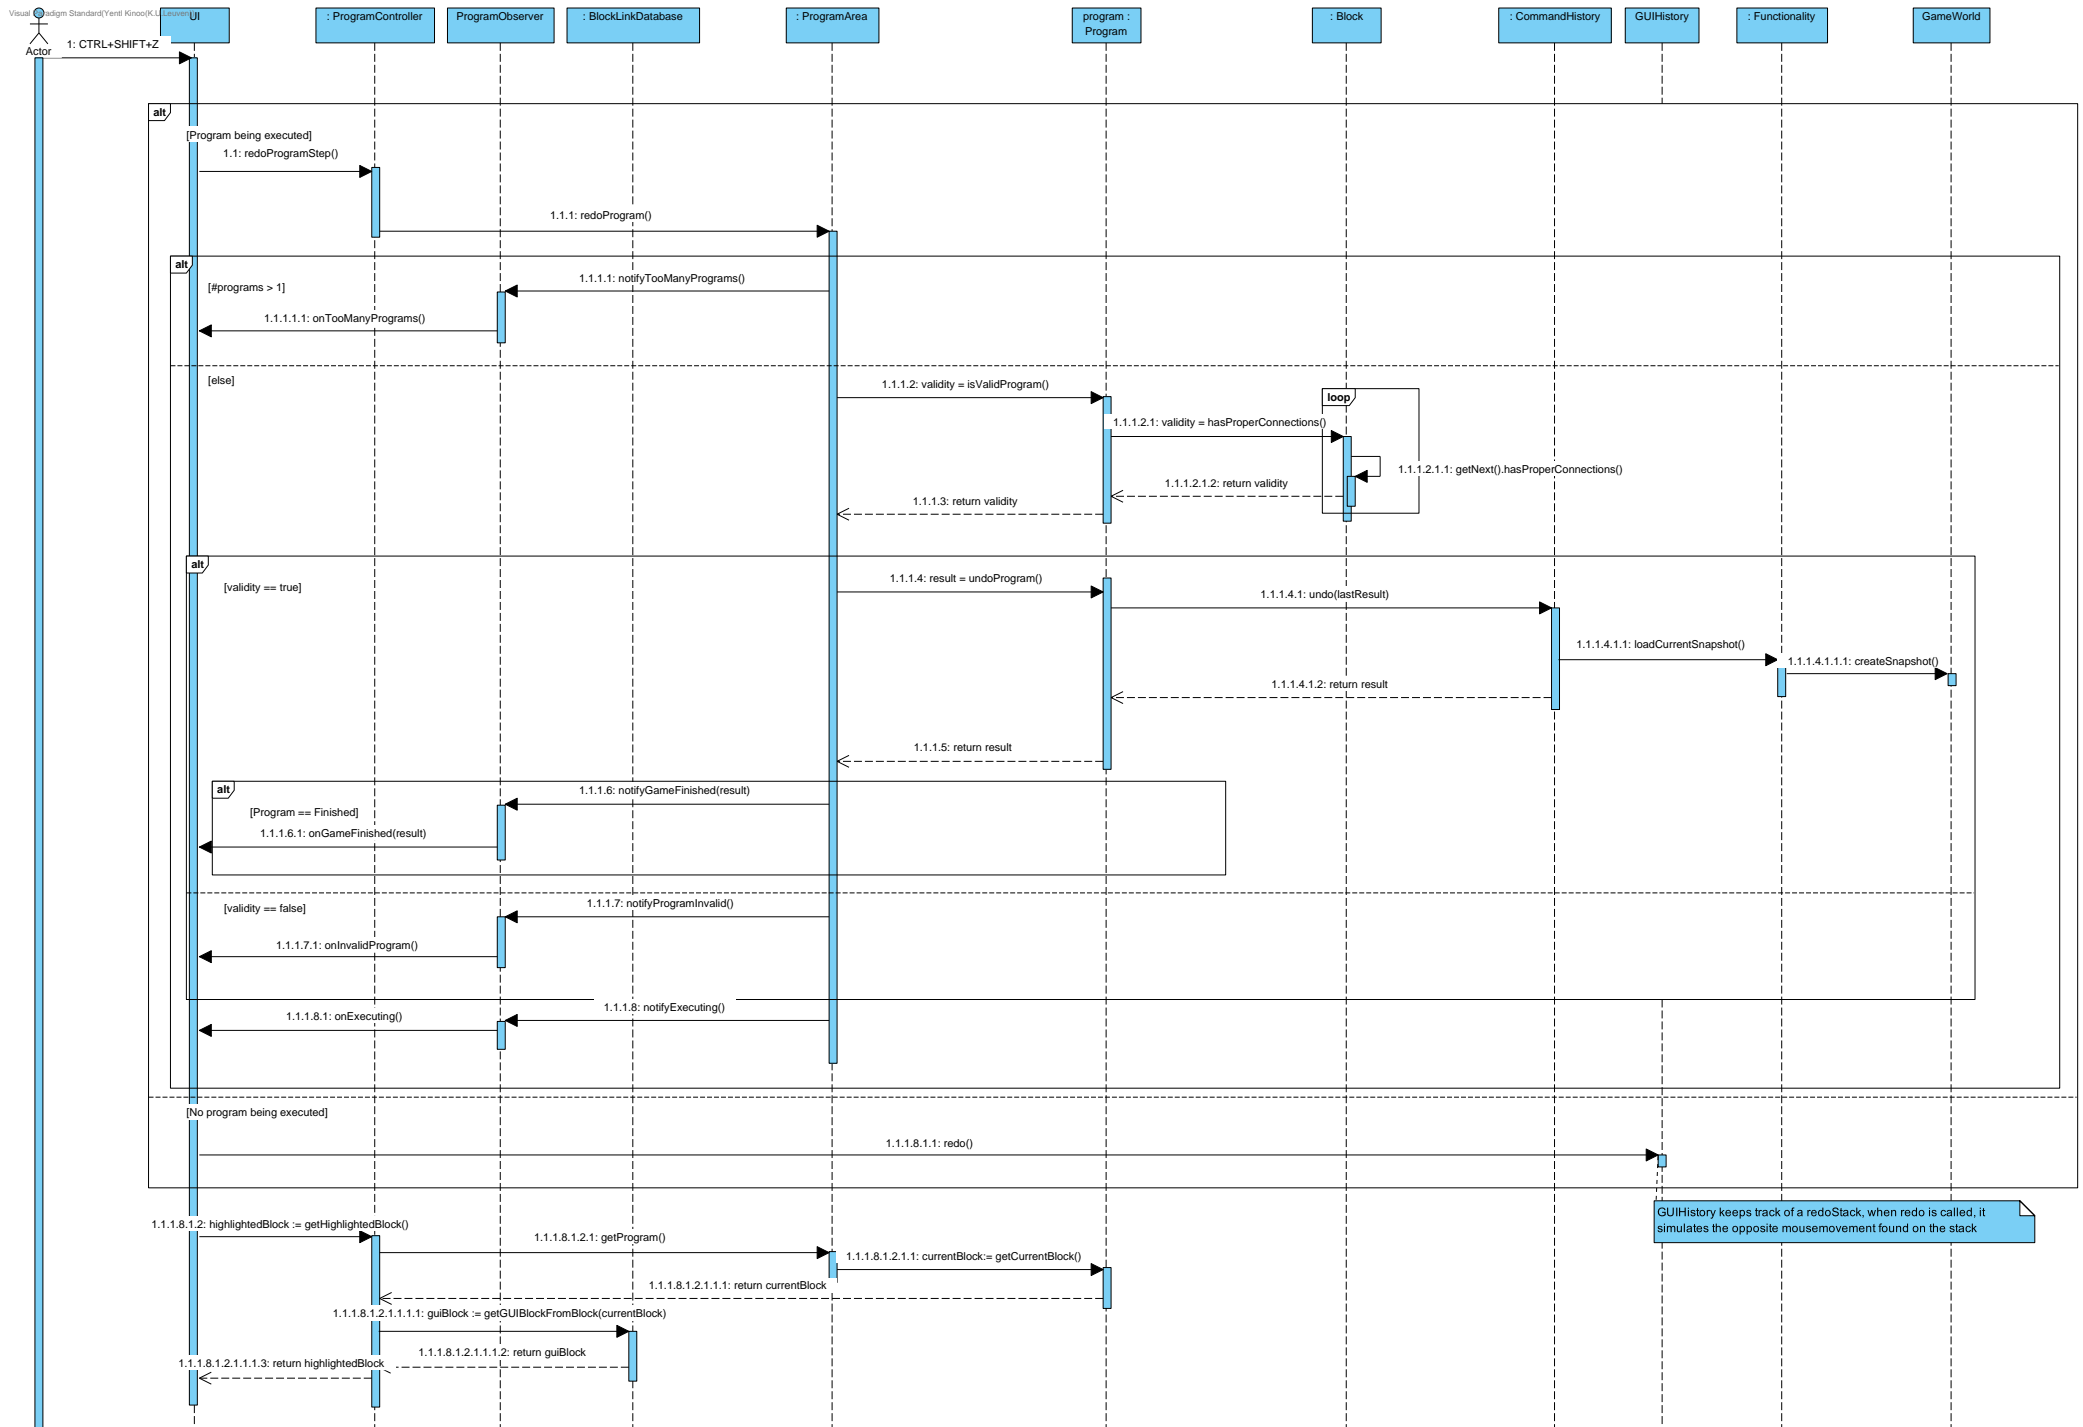 Visual Paradigm Standard(Yentl Kinoo(K.U.Leuven))
UI
: ProgramController
ProgramObserver
: BlockLinkDatabase
: ProgramArea
program :
Program
: Block
: CommandHistory
GUIHistory
: Functionality
GameWorld
Actor
1: CTRL+SHIFT+Z
alt
[Program being executed]
1.1: redoProgramStep()
1.1.1: redoProgram()
alt
[#programs > 1]
1.1.1.1: notifyTooManyPrograms()
1.1.1.1.1: onTooManyPrograms()
[else]
1.1.1.2: validity = isValidProgram()
loop
1.1.1.2.1: validity = hasProperConnections()
1.1.1.2.1.1: getNext().hasProperConnections()
1.1.1.2.1.2: return validity
1.1.1.3: return validity
alt
[validity == true]
1.1.1.4: result = undoProgram()
1.1.1.4.1: undo(lastResult)
1.1.1.4.1.1: loadCurrentSnapshot()
1.1.1.4.1.1.1: createSnapshot()
1.1.1.4.1.2: return result
1.1.1.5: return result
alt
1.1.1.6: notifyGameFinished(result)
[Program == Finished]
1.1.1.6.1: onGameFinished(result)
[validity == false]
1.1.1.7: notifyProgramInvalid()
1.1.1.7.1: onInvalidProgram()
1.1.1.8: notifyExecuting()
1.1.1.8.1: onExecuting()
[No program being executed]
1.1.1.8.1.1: redo()
GUIHistory keeps track of a redoStack, when redo is called, it
simulates the opposite mousemovement found on the stack
1.1.1.8.1.2: highlightedBlock := getHighlightedBlock()
1.1.1.8.1.2.1: getProgram()
1.1.1.8.1.2.1.1: currentBlock:= getCurrentBlock()
1.1.1.8.1.2.1.1.1: return currentBlock
1.1.1.8.1.2.1.1.1.1: guiBlock := getGUIBlockFromBlock(currentBlock)
1.1.1.8.1.2.1.1.1.2: return guiBlock
1.1.1.8.1.2.1.1.1.3: return highlightedBlock